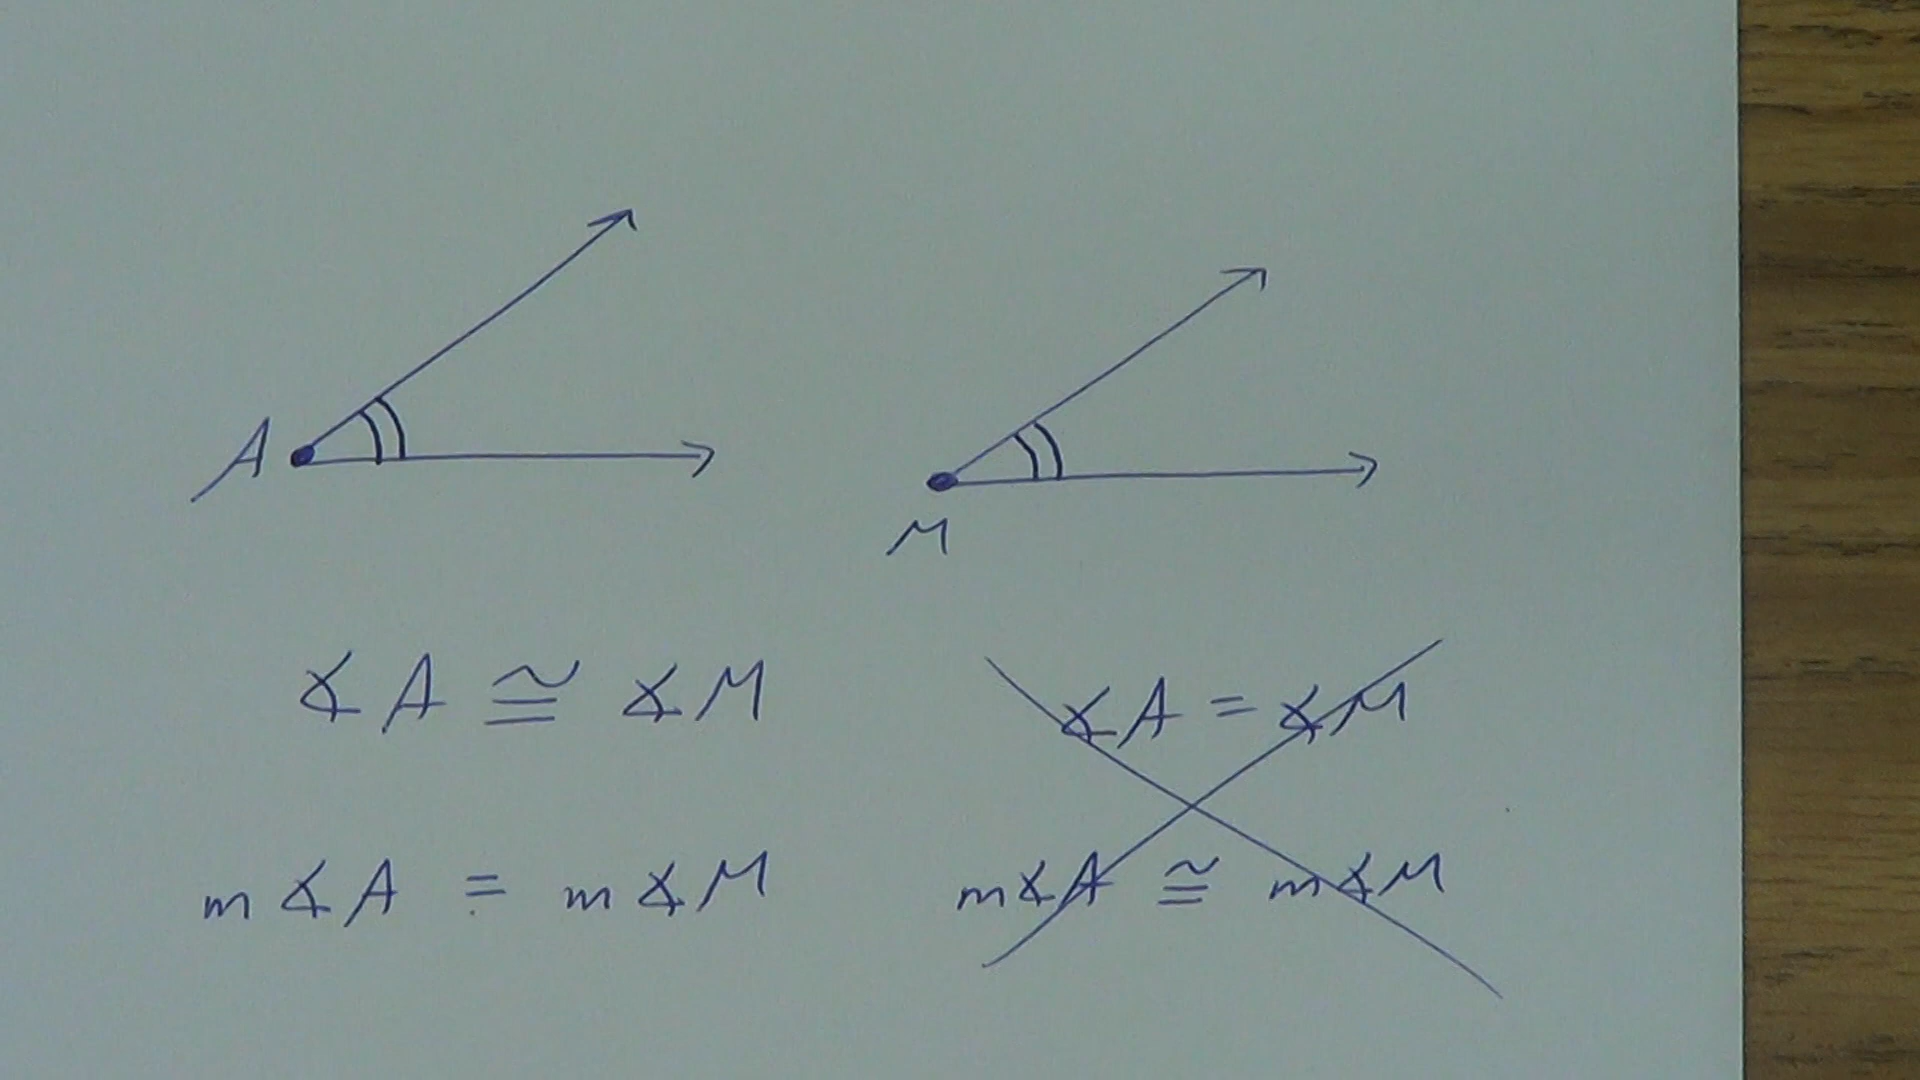 A
M
∡A ≅ ∡M
∡A = ∡M
m∡A = m∡M
m∡A ≅ m∡M